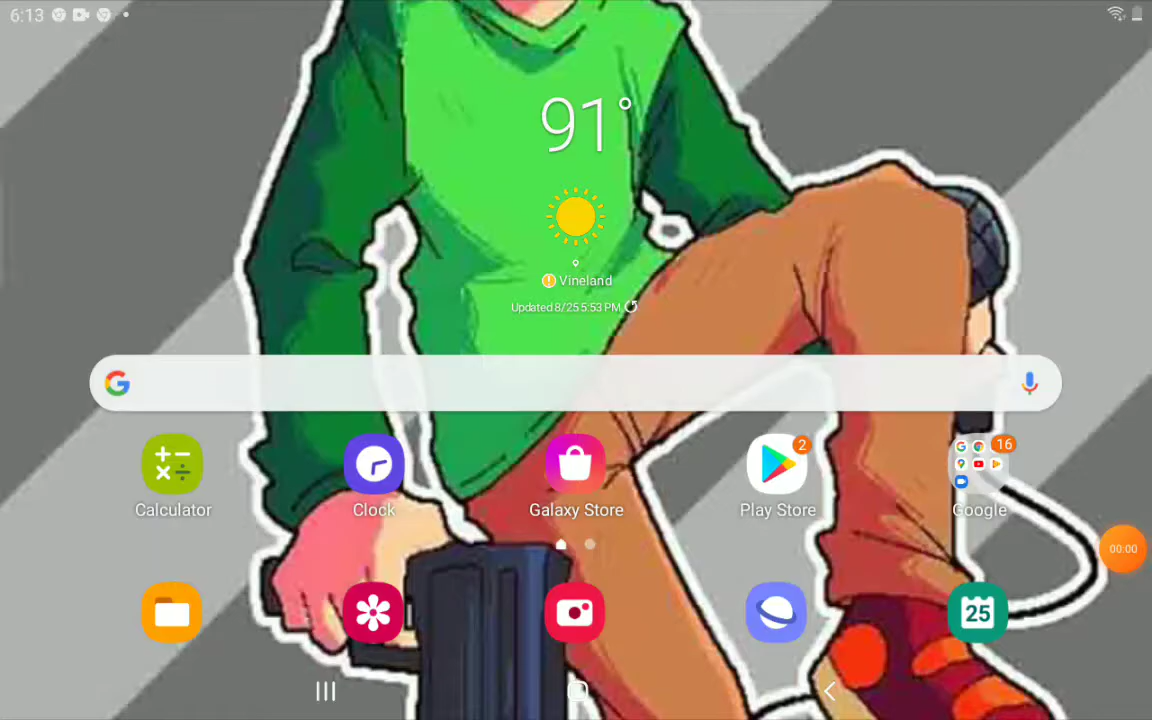 6:13
91°
Vineland
Updated 8/25 5:53 PM
G
2
16
Calculator
Clock
Galaxy Store
Play Store
Google
00:00
25